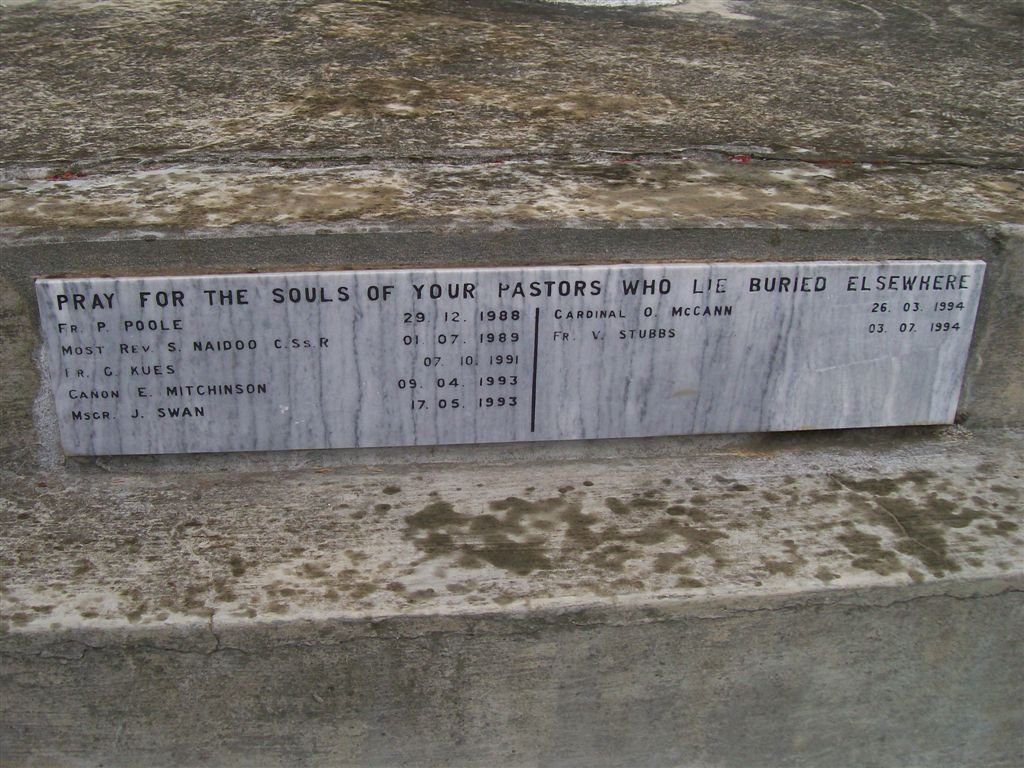 PRAY FOR THE SOULS OF YOUR PASTORS WHO LIE BURIED ELSEWHERE
FR. P. POOLE 29. 12. 1988
MOST REV. S. NAIDOO C.Ss.R 01. 07. 1989
FR. G. KUES 07. 10. 1991
CANON E. MITCHINSON 09. 04. 1993
MSGR. J. SWAN 17. 05. 1993
CARDINAL O. McCANN 26. 03. 1994
FR. V. STUBBS 03. 07. 1994